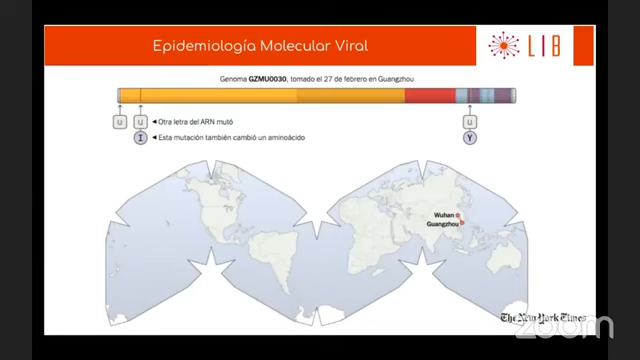 Epidemiología Molecular Viral
LIB
Genoma GZMU0030, tomado el 27 de febrero en Guangzhou
u u ◄ Otra letra del ARN mutó u
I ◄ Esta mutación también cambió un aminoácido Y
Wuhan
Guangzhou
The New York Times
zoom